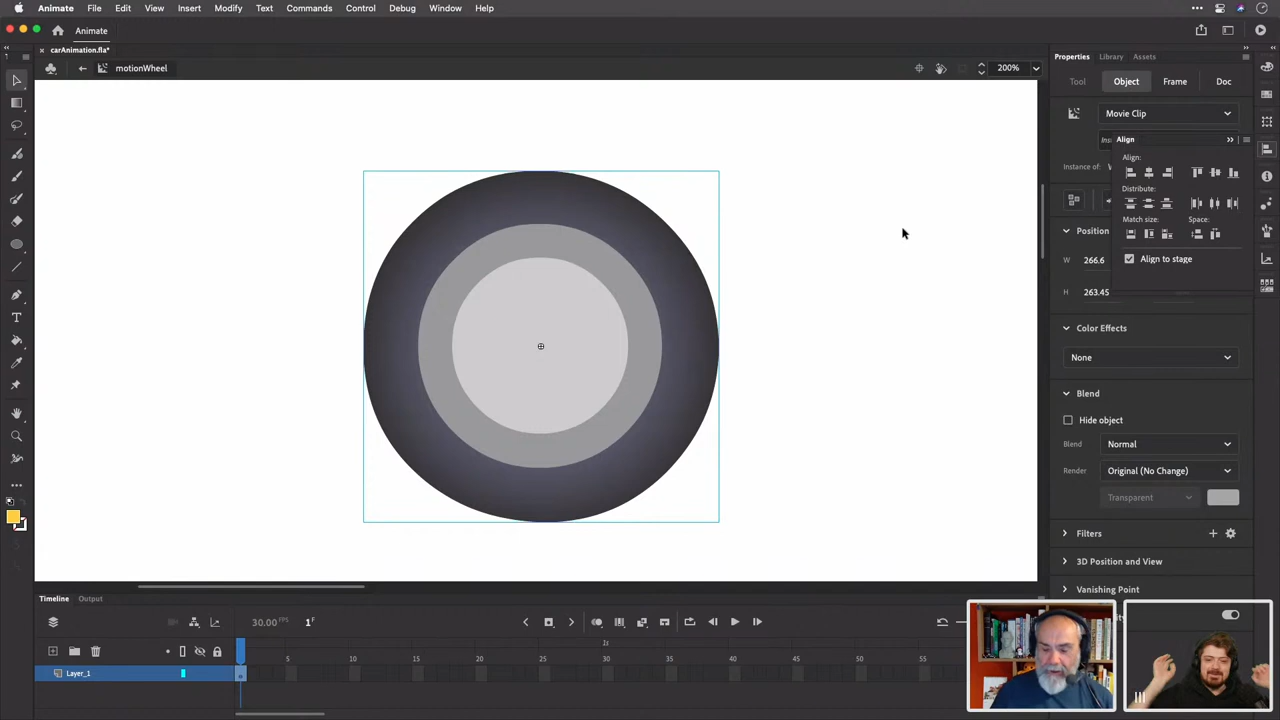 Animate File Edit View Insert Modify Text Commands Control Debug Window Help
Animate
carAnimation.fla*
motionWheel
200%
Properties Library Assets
Tool Object Frame Doc
Movie Clip
Align
Align:
Instance of:
Distribute:
Match size: Space:
Position
W 266.6
Align to stage
H 263.45
Color Effects
None
Blend
Hide object
Blend Normal
Render Original (No Change)
Transparent
Filters
3D Position and View
Vanishing Point
Timeline Output
30.00 FPS 1 F
1s
5 10 15 20 25 30 35 40 45 50 55
Layer_1